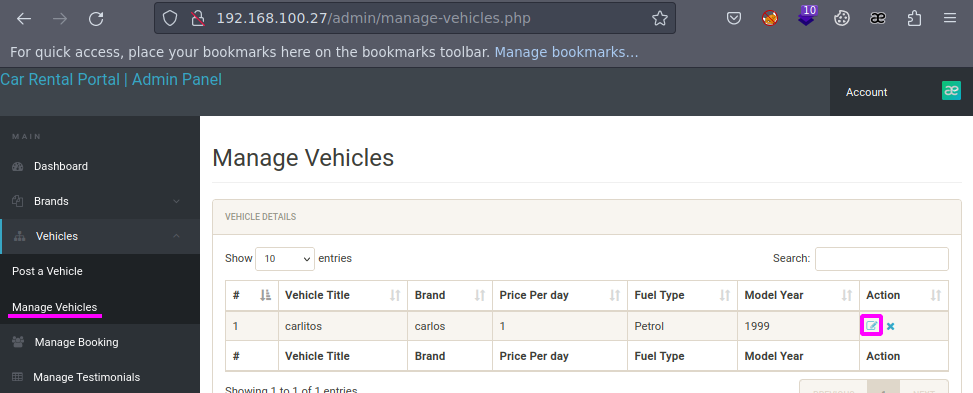 192.168.100.27/admin/manage-vehicles.php
10
æ
For quick access, place your bookmarks here on the bookmarks toolbar. Manage bookmarks…
Car Rental Portal | Admin Panel
Account
æ
MAIN
Dashboard
Brands
Vehicles
Post a Vehicle
Manage Vehicles
Manage Booking
Manage Testimonials
Manage Vehicles
VEHICLE DETAILS
Show 10 entries
Search:
# Vehicle Title Brand Price Per day Fuel Type Model Year Action
1 carlitos carlos 1 Petrol 1999
# Vehicle Title Brand Price Per day Fuel Type Model Year Action
Showing 1 to 1 of 1 entries
PREVIOUS 1 NEXT